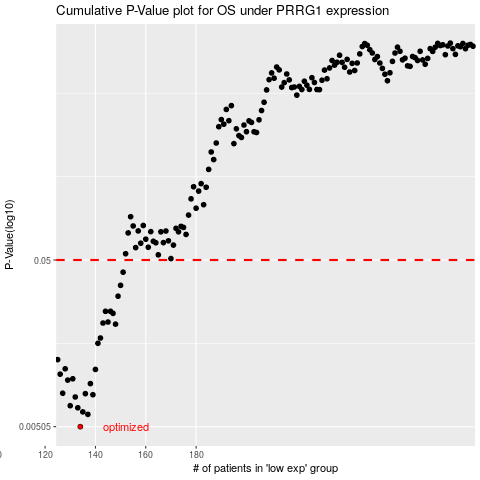 Cumulative P-Value plot for OS under PRRG1 expression
P-Value(log10)
0.05
0.00505
optimized
0
120
140
160
180
# of patients in 'low exp' group